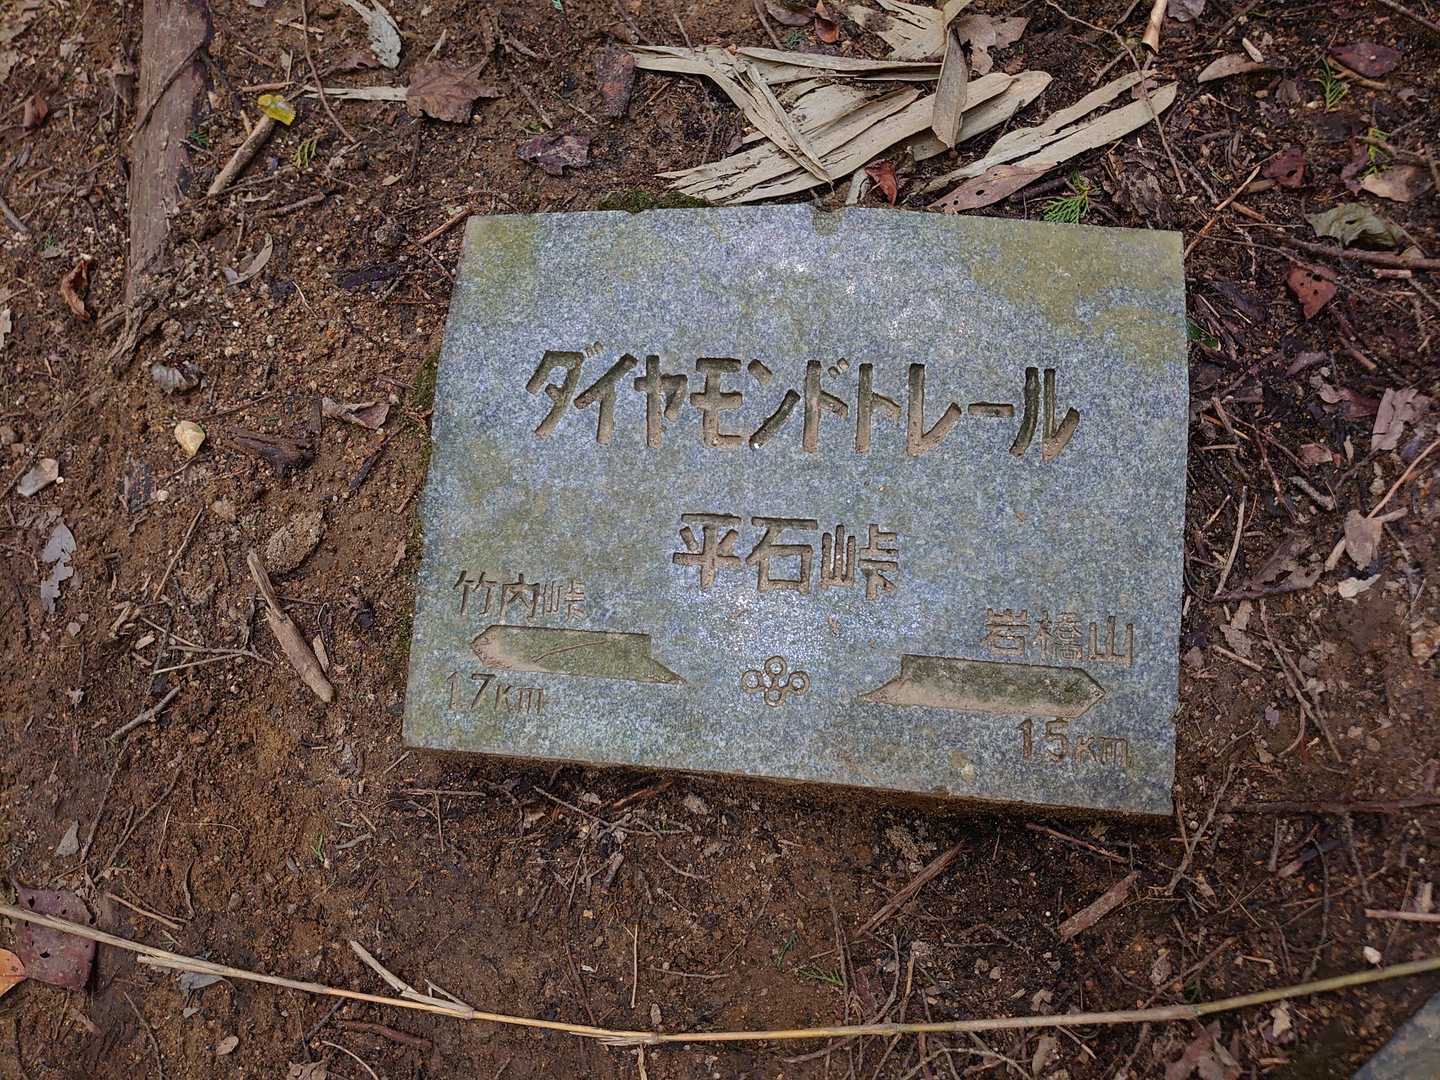 ダイヤモンドトレール
平石峠
竹内峠
岩橋山
1.7km
1.5km